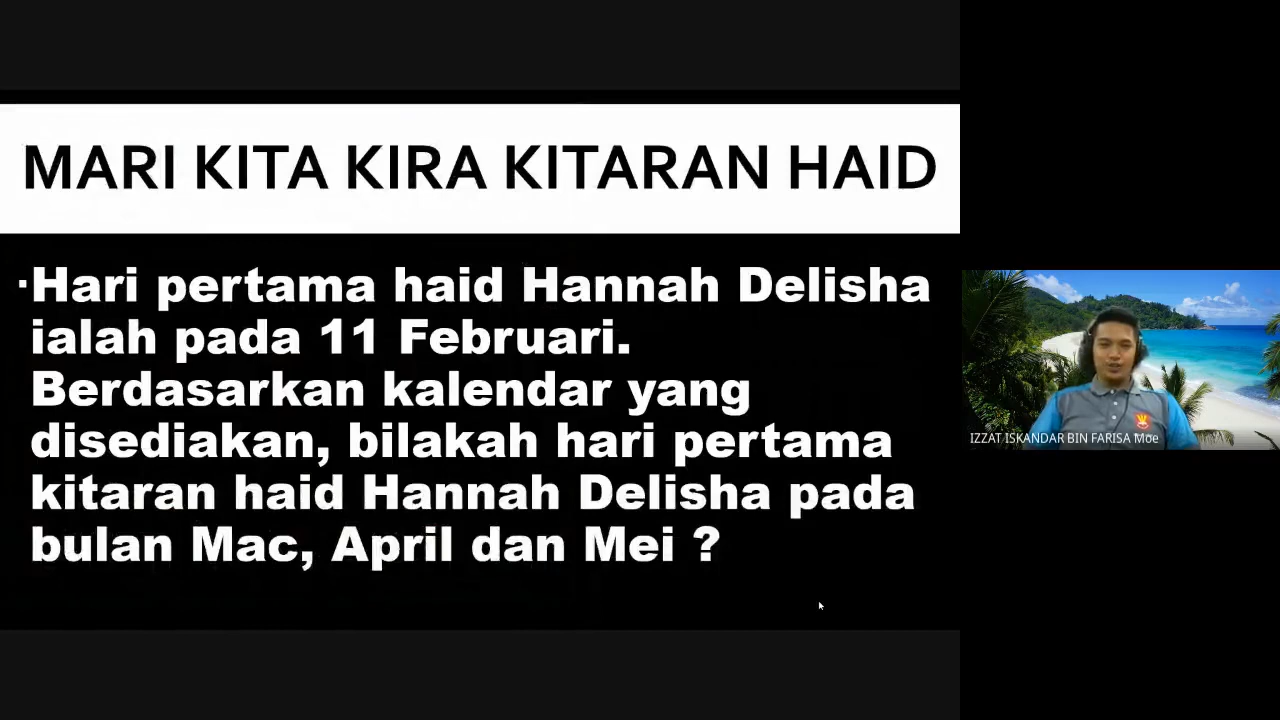 MARI KITA KIRA KITARAN HAID
▪Hari pertama haid Hannah Delisha
ialah pada 11 Februari.
Berdasarkan kalendar yang
disediakan, bilakah hari pertama
kitaran haid Hannah Delisha pada
bulan Mac, April dan Mei ?
IZZAT ISKANDAR BIN FARISA Moe